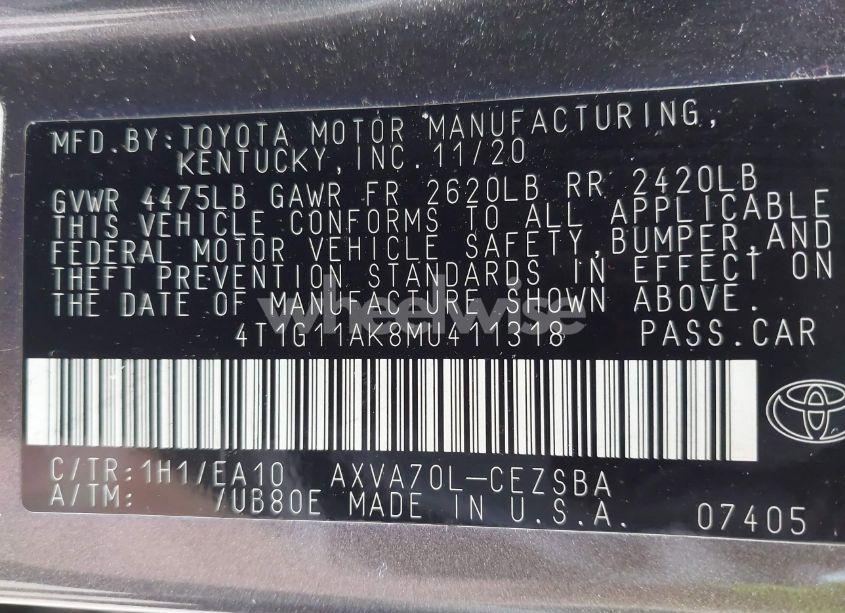 MFD.BY:TOYOTA MOTOR MANUFACTURING,
KENTUCKY,INC.11/20
GVWR 4475LB GAWR FR 2620LB RR 2420LB
THIS VEHICLE CONFORMS TO ALL APPLICABLE
FEDERAL MOTOR VEHICLE SAFETY,BUMPER,AND
THEFT PREVENTION STANDARDS IN EFFECT ON
THE DATE OF MANUFACTURE SHOWN ABOVE.
wheelwise
4T1G11AK8MU411318 PASS.CAR
C/TR:1H1/EA10 AXVA70L-CEZSBA
A/TM: /UB80E MADE IN U.S.A. 07405